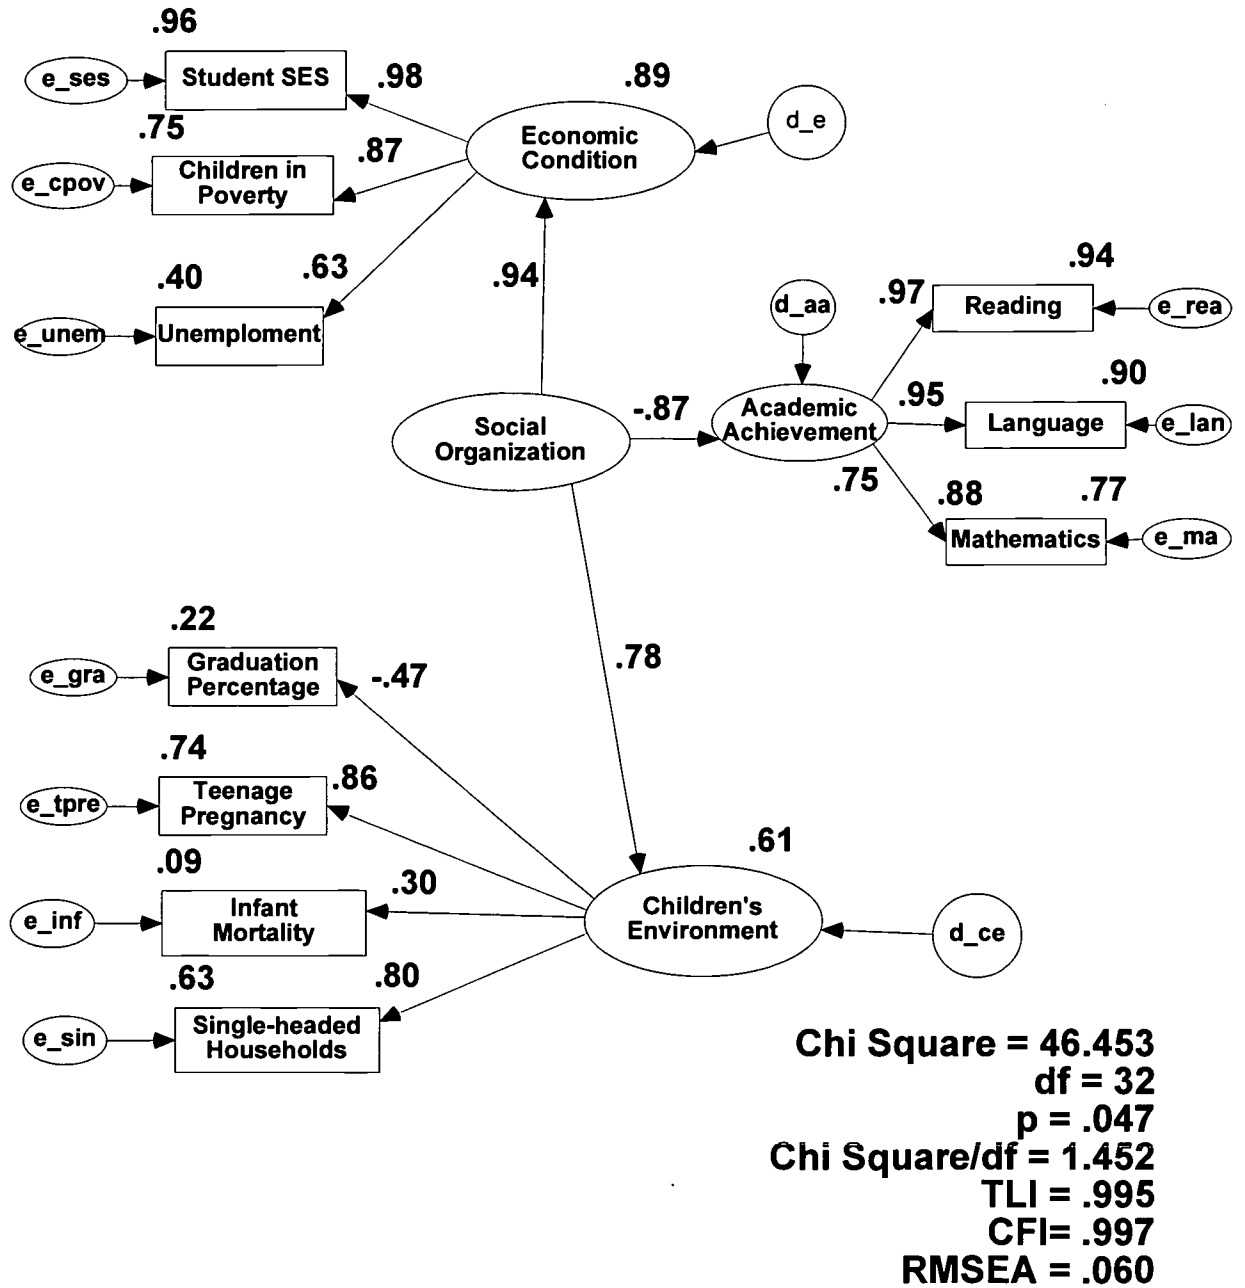 .96
e_ses
Student SES
.98
.89
d_e
Economic
Condition
.75
e_cpov
Children in
Poverty
.87
.40
e_unem
Unemploment
.63
.94
d_aa
.97
.94
Reading
e_rea
Social
Organization
-.87
Academic
Achievement
.95
.90
Language
e_lan
.75
.88
.77
Mathematics
e_ma
.22
e_gra
Graduation
Percentage
-.47
.78
.74
e_tpre
Teenage
Pregnancy
.86
.61
.09
e_inf
Infant
Mortality
.30
Children's
Environment
d_ce
.63
e_sin
Single-headed
Households
.80
Chi Square = 46.453
df = 32
p = .047
Chi Square/df = 1.452
TLI = .995
CFI= .997
RMSEA = .060